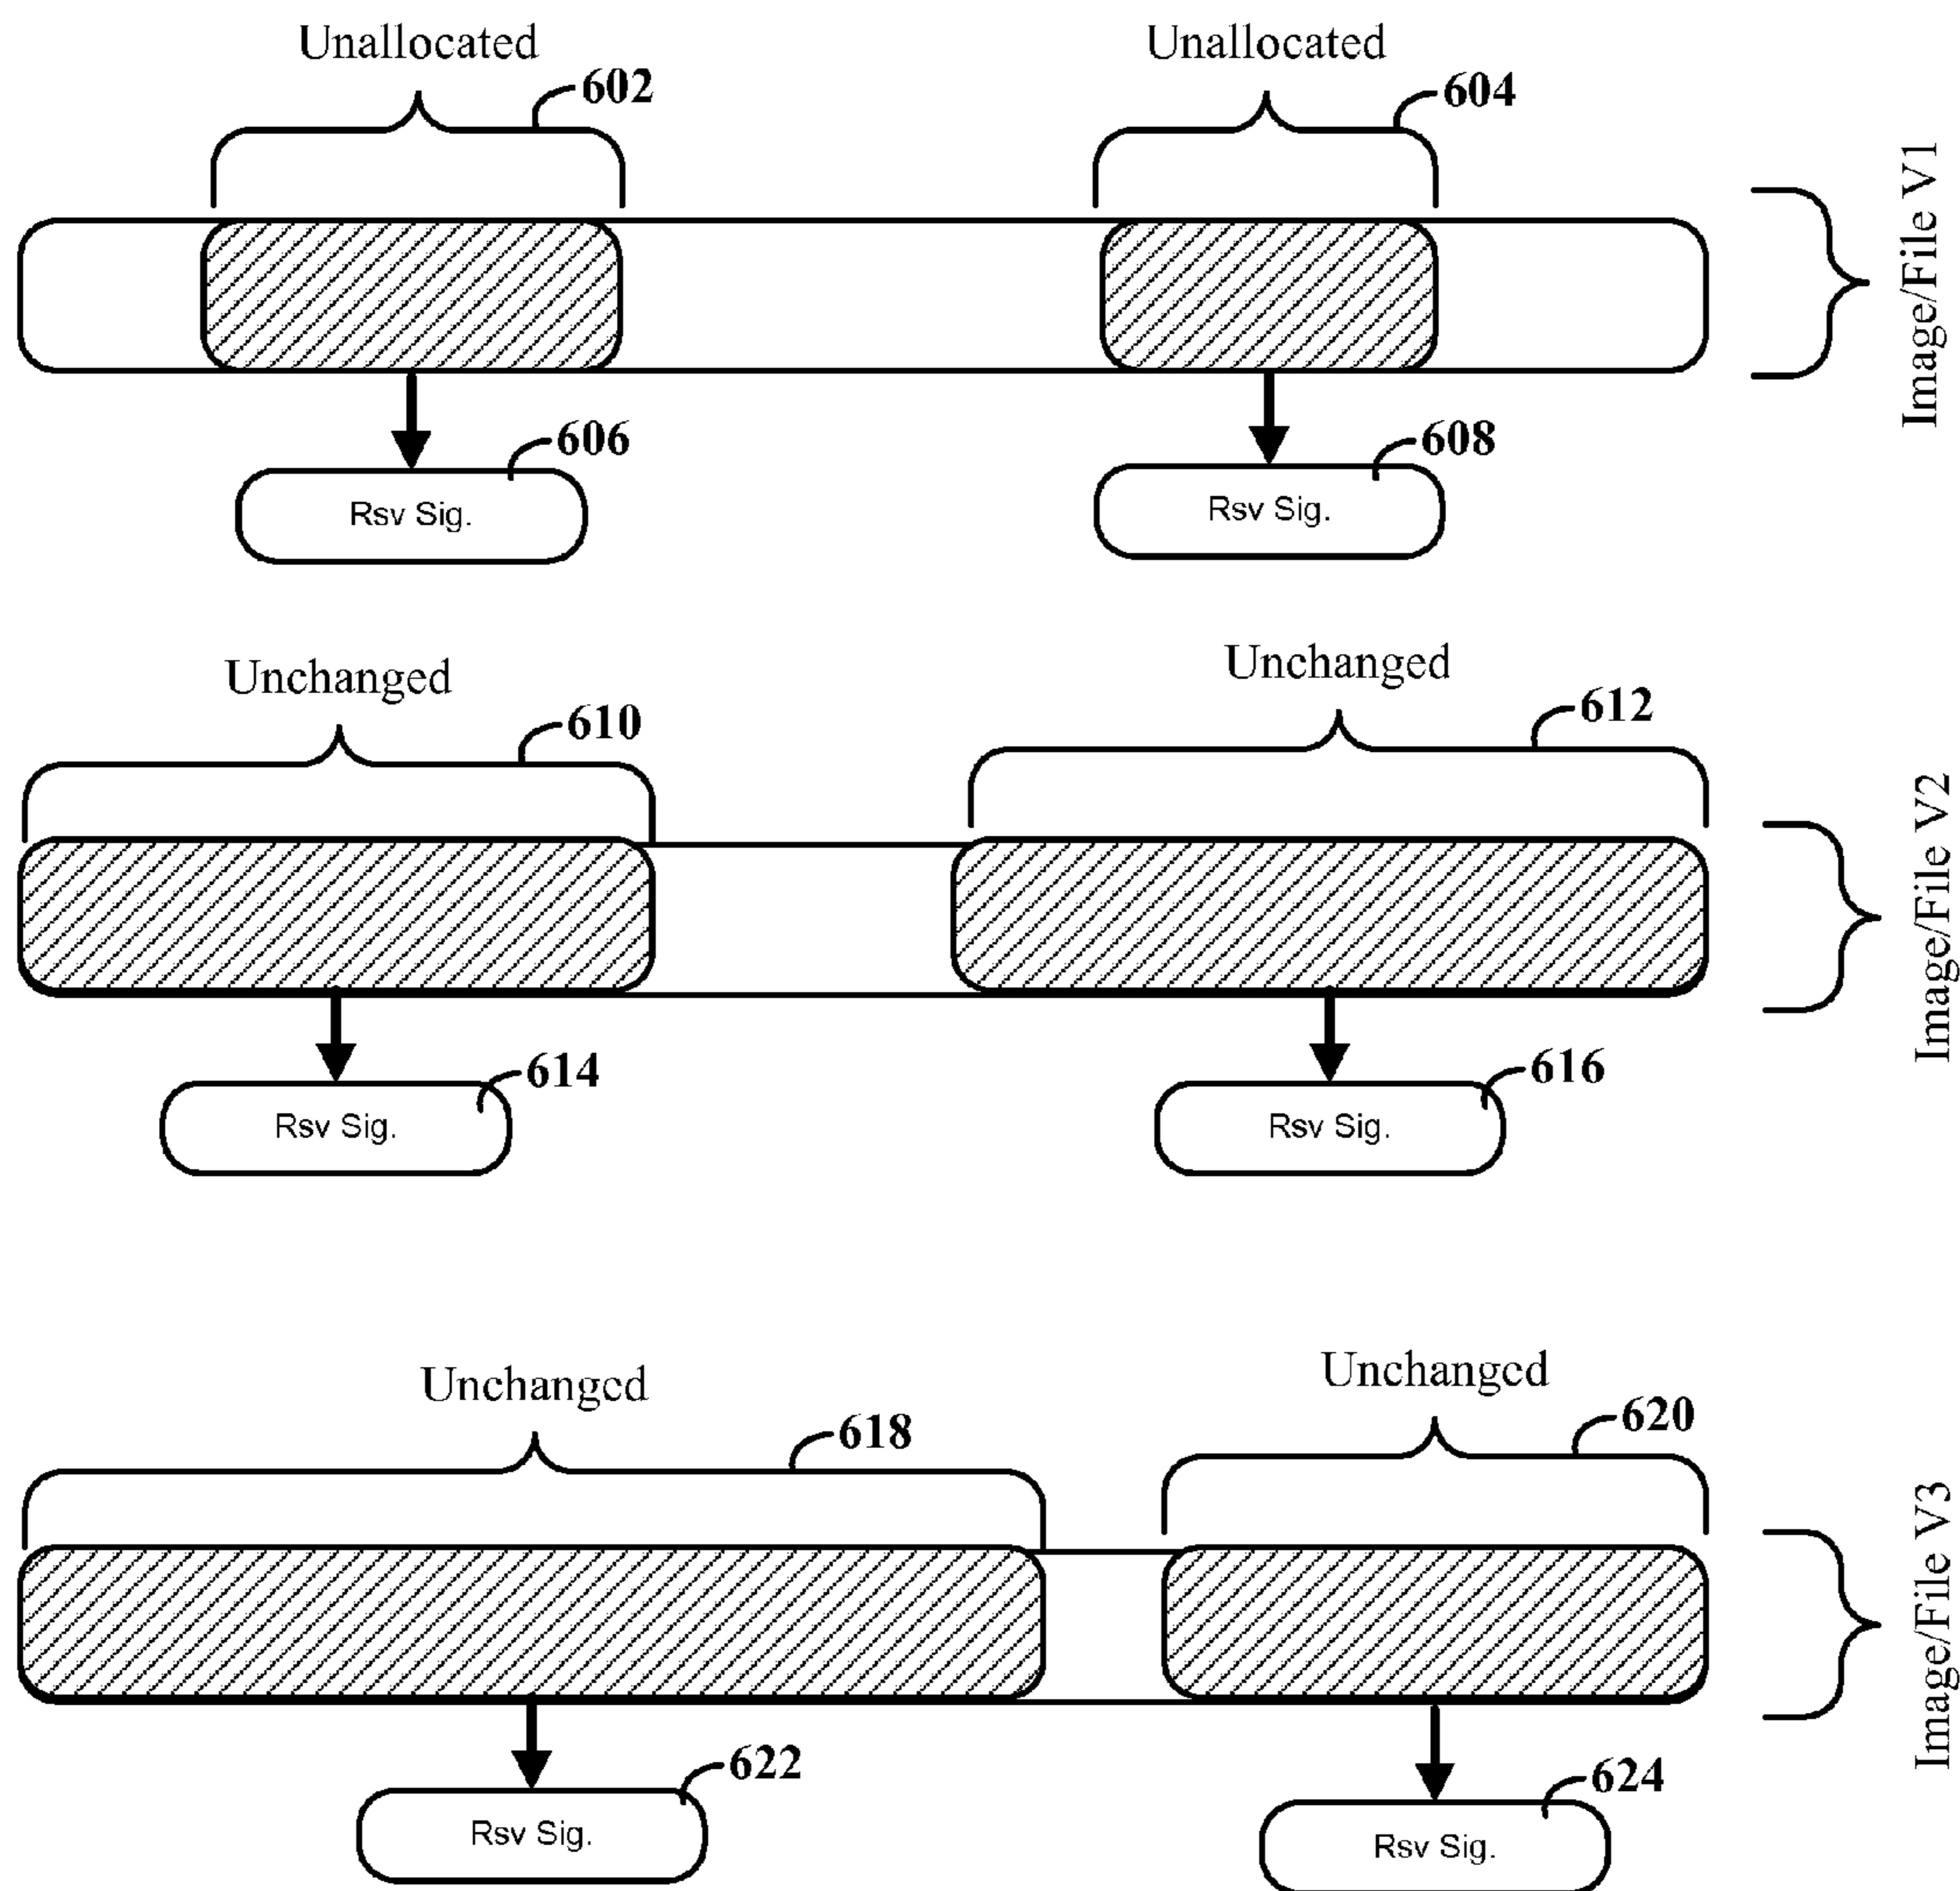 Unallocated
602
Unallocated
604
Image/File V1
606
Rsv Sig.
608
Rsv Sig.
Unchanged
610
Unchanged
612
Image/File V2
614
Rsv Sig.
616
Rsv Sig.
Unchanged
618
Unchanged
620
Image/File V3
622
Rsv Sig.
624
Rsv Sig.